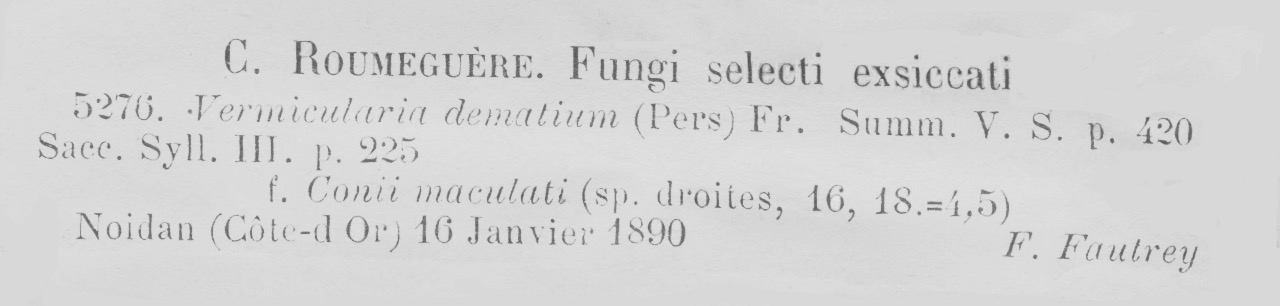 C. ROUMEGUÈRE. Fungi selecti exsiccati
5276. Vermicularia dematium (Pers) Fr. Summ. V. S. p. 420
Sacc. Syll. III. p. 225
f. Conii maculati (sp. droites, 16, 18.=4,5)
Noidan (Côte-d Or) 16 Janvier 1890
F. Fautrey